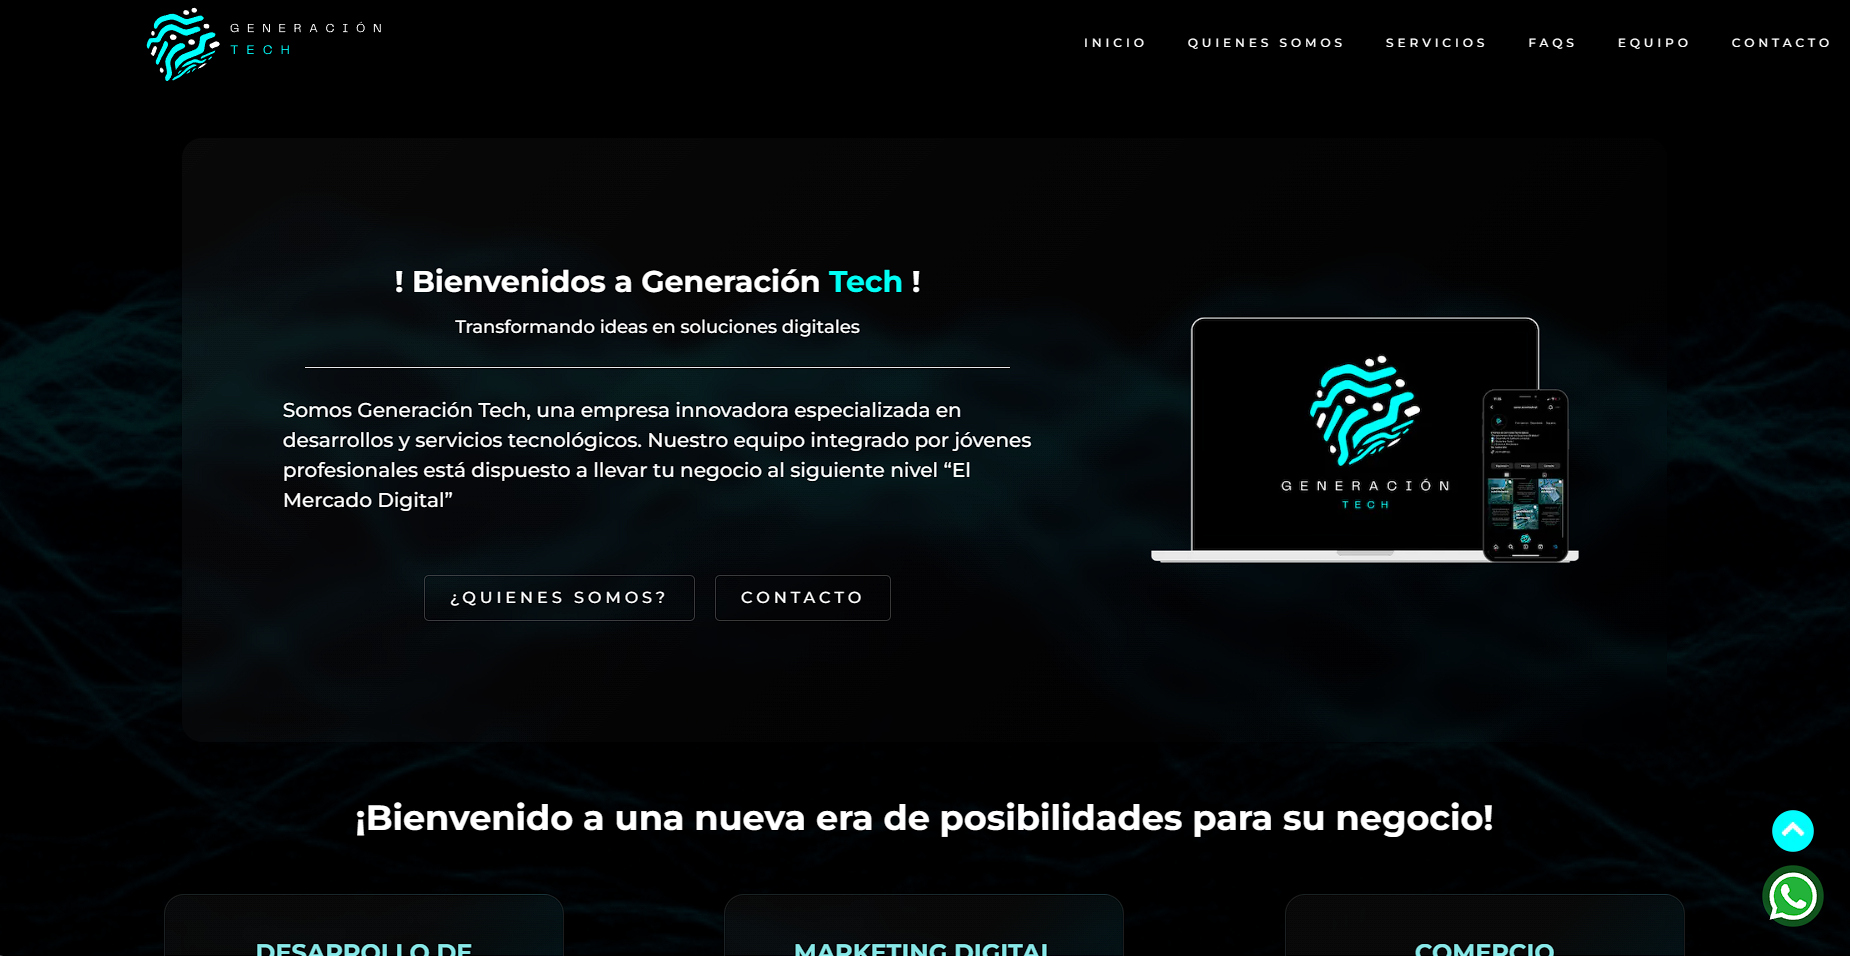 GENERACIÓN
TECH
INICIO QUIENES SOMOS SERVICIOS FAQS EQUIPO CONTACTO
! Bienvenidos a Generación Tech !
Transformando ideas en soluciones digitales
Somos Generación Tech, una empresa innovadora especializada en
desarrollos y servicios tecnológicos. Nuestro equipo integrado por jóvenes
profesionales está dispuesto a llevar tu negocio al siguiente nivel “El
Mercado Digital”
¿QUIENES SOMOS? CONTACTO
GENERACIÓN
TECH
¡Bienvenido a una nueva era de posibilidades para su negocio!
DESARROLLO DE
MARKETING DIGITAL
COMERCIO